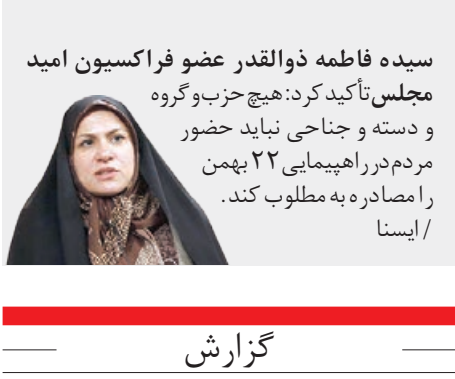 سیده فاطمه ذوالقدر عضو فراکسیون امید
مجلس تأکید کرد: هیچ حزب و گروه
و دسته و جناحی نباید حضور
مردم در راهپیمایی ۲۲ بهمن
را مصادره به مطلوب کند.
/ ایسنا
گزارش